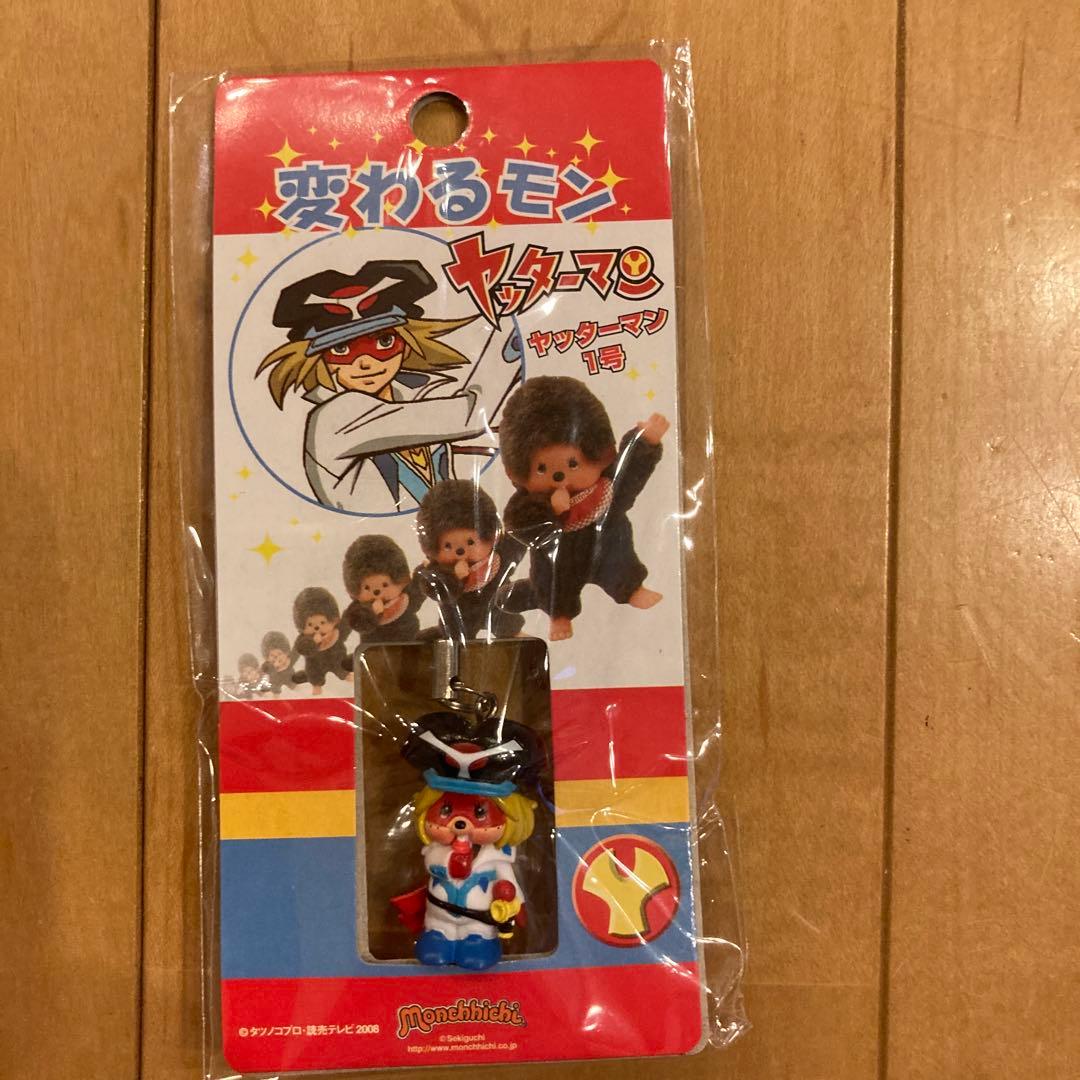 変わるモン
ヤッターマン
ヤッターマン
1号
Monchhichi
©タツノコプロ・読売テレビ 2008
©Sekiguchi
http://www.monchhichi.co.jp